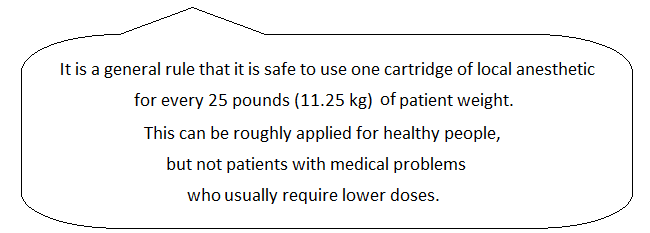 It is a general rule that it is safe to use one cartridge of local anesthetic
for every 25 pounds (11.25 kg) of patient weight.
This can be roughly applied for healthy people,
but not patients with medical problems
who usually require lower doses.